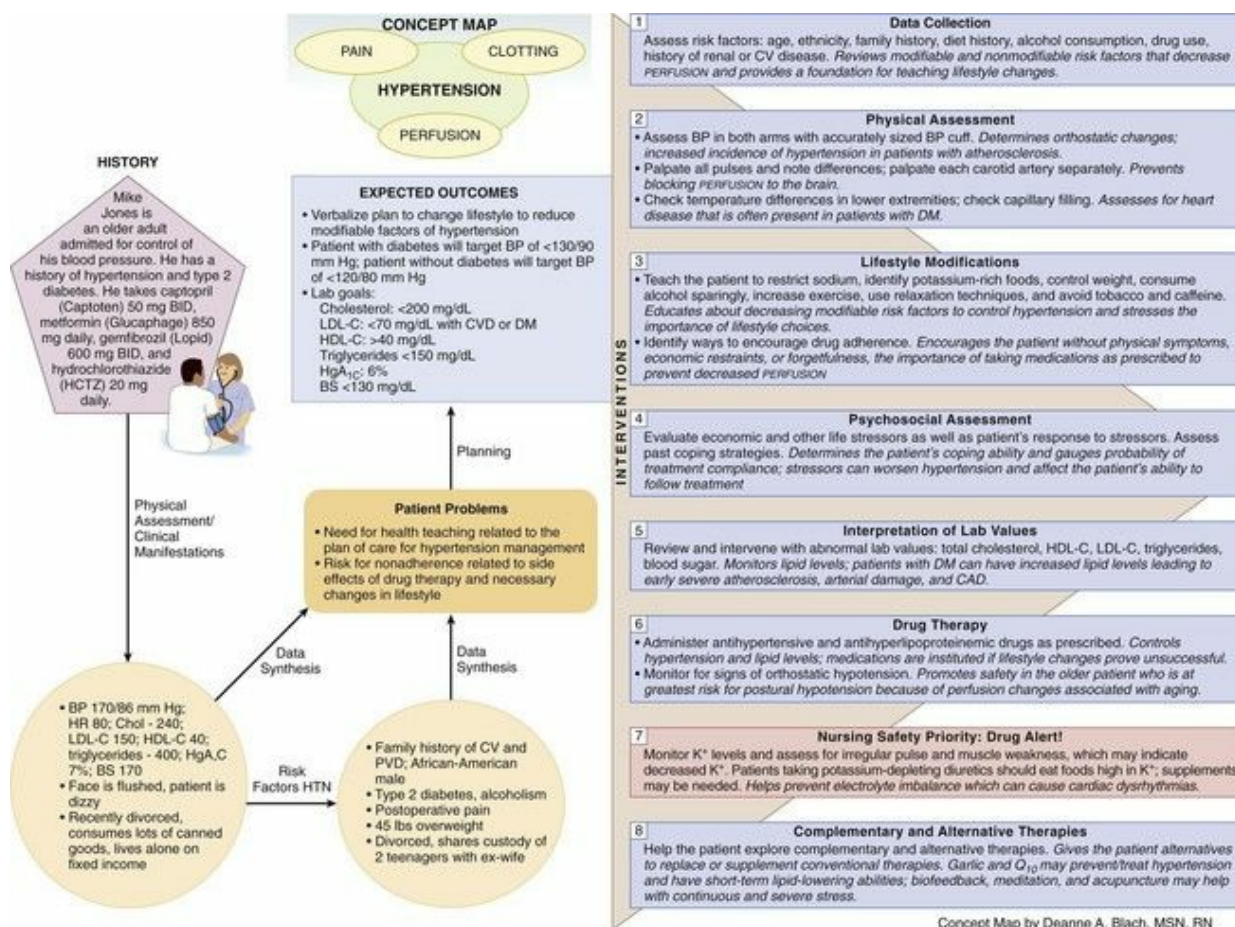 CONCEPT MAP
PAIN
CLOTTING
HYPERTENSION
PERFUSION
HISTORY
Mike
Jones is
an older adult
admitted for control of
his blood pressure. He has a
history of hypertension and type 2
diabetes. He takes captopril
(Captoten) 50 mg BID,
metformin (Glucaphage) 850
mg daily, gemfibrozil (Lopid)
600 mg BID, and
hydrochlorothiazide
(HCTZ) 20 mg
daily.
EXPECTED OUTCOMES
• Verbalize plan to change lifestyle to reduce
modifiable factors of hypertension
• Patient with diabetes will target BP of <130/90
mm Hg; patient without diabetes will target BP
of <120/80 mm Hg
• Lab goals:
Cholesterol: <200 mg/dL
LDL-C: <70 mg/dL with CVD or DM
HDL-C: >40 mg/dL
Triglycerides <150 mg/dL
HgA1C: 6%
BS <130 mg/dL
Planning
Physical
Assessment/
Clinical
Manifestations
Patient Problems
• Need for health teaching related to the
plan of care for hypertension management
• Risk for nonadherence related to side
effects of drug therapy and necessary
changes in lifestyle
Data
Synthesis
Data
Synthesis
• BP 170/86 mm Hg;
HR 80; Chol - 240;
LDL-C 150; HDL-C 40;
triglycerides - 400; HgA,C
7%; BS 170
• Face is flushed, patient is
dizzy
• Recently divorced,
consumes lots of canned
goods, lives alone on
fixed income
Risk
Factors HTN
• Family history of CV and
PVD; African-American
male
• Type 2 diabetes, alcoholism
• Postoperative pain
• 45 lbs overweight
• Divorced, shares custody of
2 teenagers with ex-wife
INTERVENTIONS
1 Data Collection
Assess risk factors: age, ethnicity, family history, diet history, alcohol consumption, drug use,
history of renal or CV disease. Reviews modifiable and nonmodifiable risk factors that decrease
PERFUSION and provides a foundation for teaching lifestyle changes.
2 Physical Assessment
• Assess BP in both arms with accurately sized BP cuff. Determines orthostatic changes;
increased incidence of hypertension in patients with atherosclerosis.
• Palpate all pulses and note differences; palpate each carotid artery separately. Prevents
blocking PERFUSION to the brain.
• Check temperature differences in lower extremities; check capillary filling. Assesses for heart
disease that is often present in patients with DM.
3 Lifestyle Modifications
• Teach the patient to restrict sodium, identify potassium-rich foods, control weight, consume
alcohol sparingly, increase exercise, use relaxation techniques, and avoid tobacco and caffeine.
Educates about decreasing modifiable risk factors to control hypertension and stresses the
importance of lifestyle choices.
• Identify ways to encourage drug adherence. Encourages the patient without physical symptoms,
economic restraints, or forgetfulness, the importance of taking medications as prescribed to
prevent decreased PERFUSION
4 Psychosocial Assessment
Evaluate economic and other life stressors as well as patient's response to stressors. Assess
past coping strategies. Determines the patient's coping ability and gauges probability of
treatment compliance; stressors can worsen hypertension and affect the patient's ability to
follow treatment
5 Interpretation of Lab Values
Review and intervene with abnormal lab values: total cholesterol, HDL-C, LDL-C, triglycerides,
blood sugar. Monitors lipid levels; patients with DM can have increased lipid levels leading to
early severe atherosclerosis, arterial damage, and CAD.
6 Drug Therapy
• Administer antihypertensive and antihyperlipoproteinemic drugs as prescribed. Controls
hypertension and lipid levels; medications are instituted if lifestyle changes prove unsuccessful.
• Monitor for signs of orthostatic hypotension. Promotes safety in the older patient who is at
greatest risk for postural hypotension because of perfusion changes associated with aging.
7 Nursing Safety Priority: Drug Alert!
Monitor K+ levels and assess for irregular pulse and muscle weakness, which may indicate
decreased K+. Patients taking potassium-depleting diuretics should eat foods high in K+; supplements
may be needed. Helps prevent electrolyte imbalance which can cause cardiac dysrhythmias.
8 Complementary and Alternative Therapies
Help the patient explore complementary and alternative therapies. Gives the patient alternatives
to replace or supplement conventional therapies. Garlic and Q10 may prevent/treat hypertension
and have short-term lipid-lowering abilities; biofeedback, meditation, and acupuncture may help
with continuous and severe stress.
Concept Map by Deanne A. Blach, MSN, RN